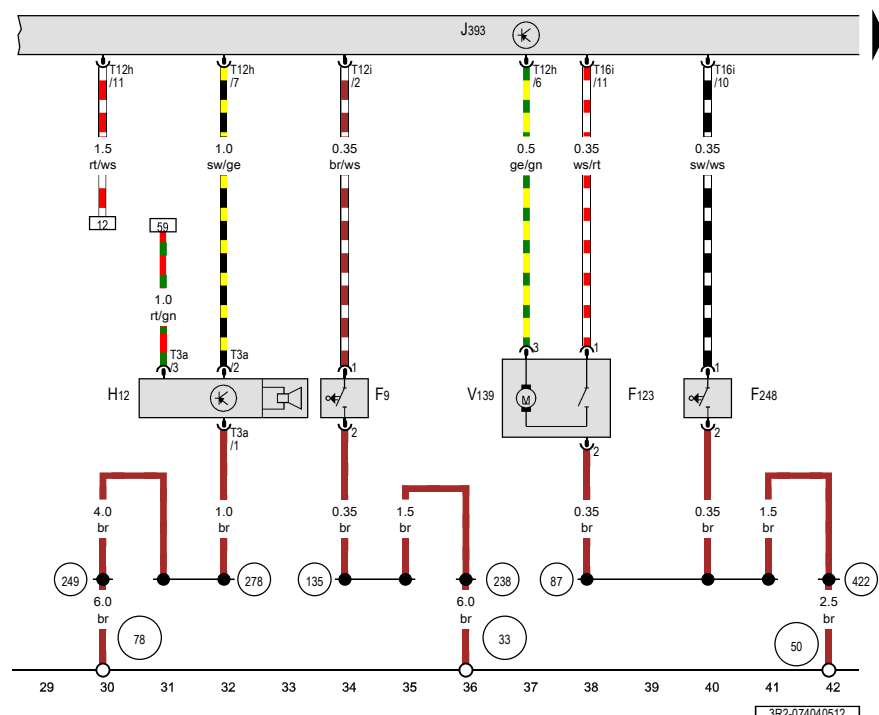 J393
T12h
/11
T12h
/7
T12i
/2
T12h
/6
T16i
/11
T16i
/10
1.5
rt/ws
1.0
sw/ge
0.35
br/ws
0.5
ge/gn
0.35
ws/rt
0.35
sw/ws
12
59
1.0
rt/gn
T3a
/3
T3a
/2
1
3
1
1
H12
F9
V139
M
F123
F248
T3a
/1
2
2
2
4.0
br
1.0
br
0.35
br
1.5
br
0.35
br
0.35
br
1.5
br
249
278
135
238
87
422
6.0
br
6.0
br
2.5
br
78
33
50
29 30 31 32 33 34 35 36 37 38 39 40 41 42
3R2-074040512